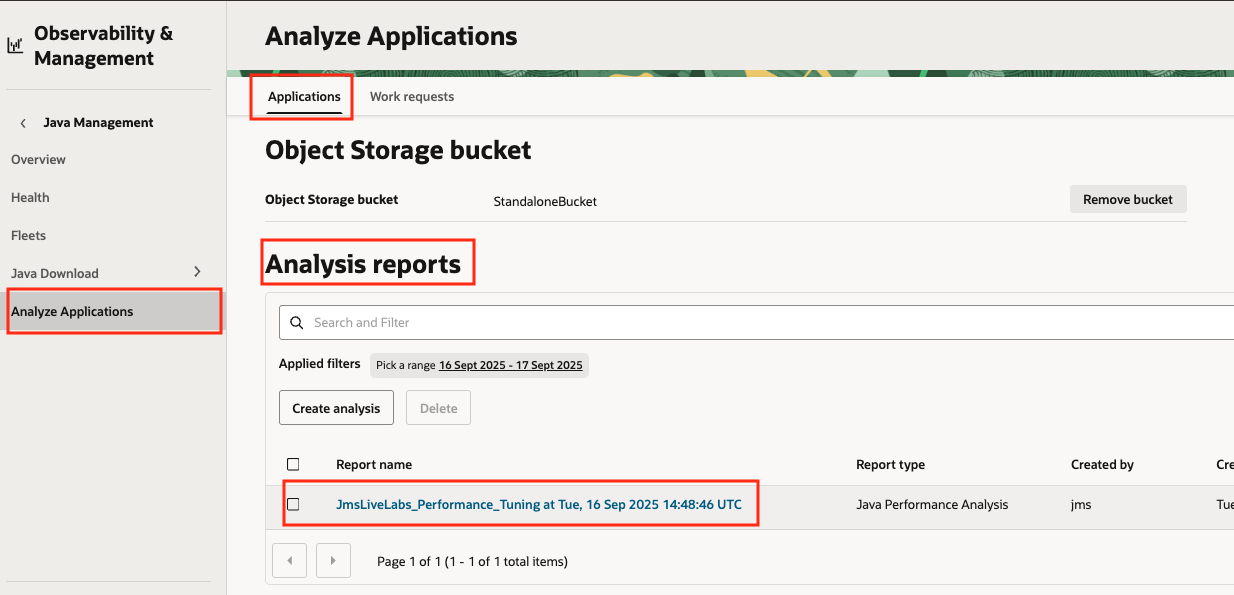 Observability &
Management
Java Management
Overview
Health
Fleets
Java Download
Analyze Applications
Analyze Applications
Applications Work requests
Object Storage bucket
Object Storage bucket StandaloneBucket Remove bucket
Analysis reports
Search and Filter
Applied filters Pick a range 16 Sept 2025 - 17 Sept 2025
Create analysis Delete
Report name Report type Created by Cre
JmsLiveLabs_Performance_Tuning at Tue, 16 Sep 2025 14:48:46 UTC Java Performance Analysis jms Tue
Page 1 of 1 (1 - 1 of 1 total items)